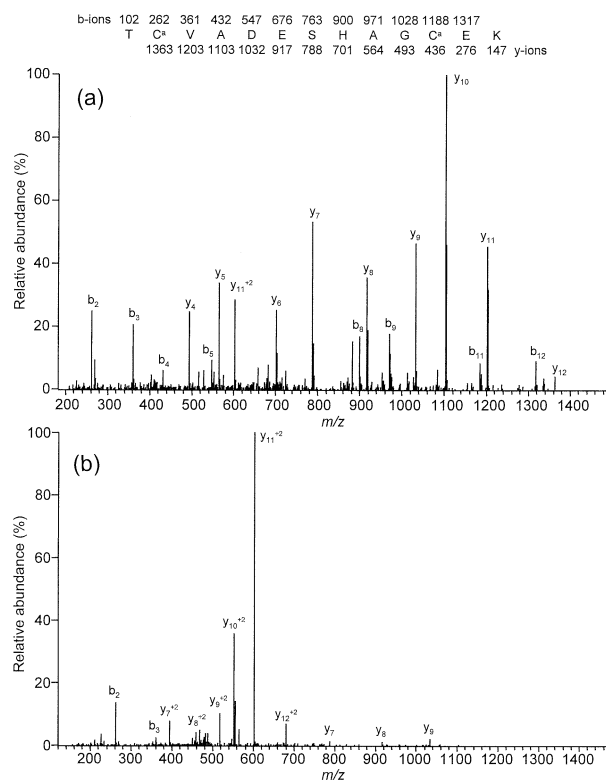 b-ions 102 262 361 432 547 676 763 900 971 1028 1188 1317
T Cª V A D E S H A G Cª E K
1363 1203 1103 1032 917 788 701 564 493 436 276 147 y-ions
(a)
Relative abundance (%)
100
80
60
40
20
0
b2
b3
b4
y4
b5
y5
y11+2
y6
y7
b8
y8
b9
y9
y10
b11
y11
b12
y12
200 300 400 500 600 700 800 900 1000 1100 1200 1300 1400
m/z
(b)
Relative abundance (%)
100
80
60
40
20
0
b2
b3
y7+2
y8+2
y9+2
y10+2
y11+2
y12+2
y7
y8
y9
200 300 400 500 600 700 800 900 1000 1100 1200 1300 1400
m/z